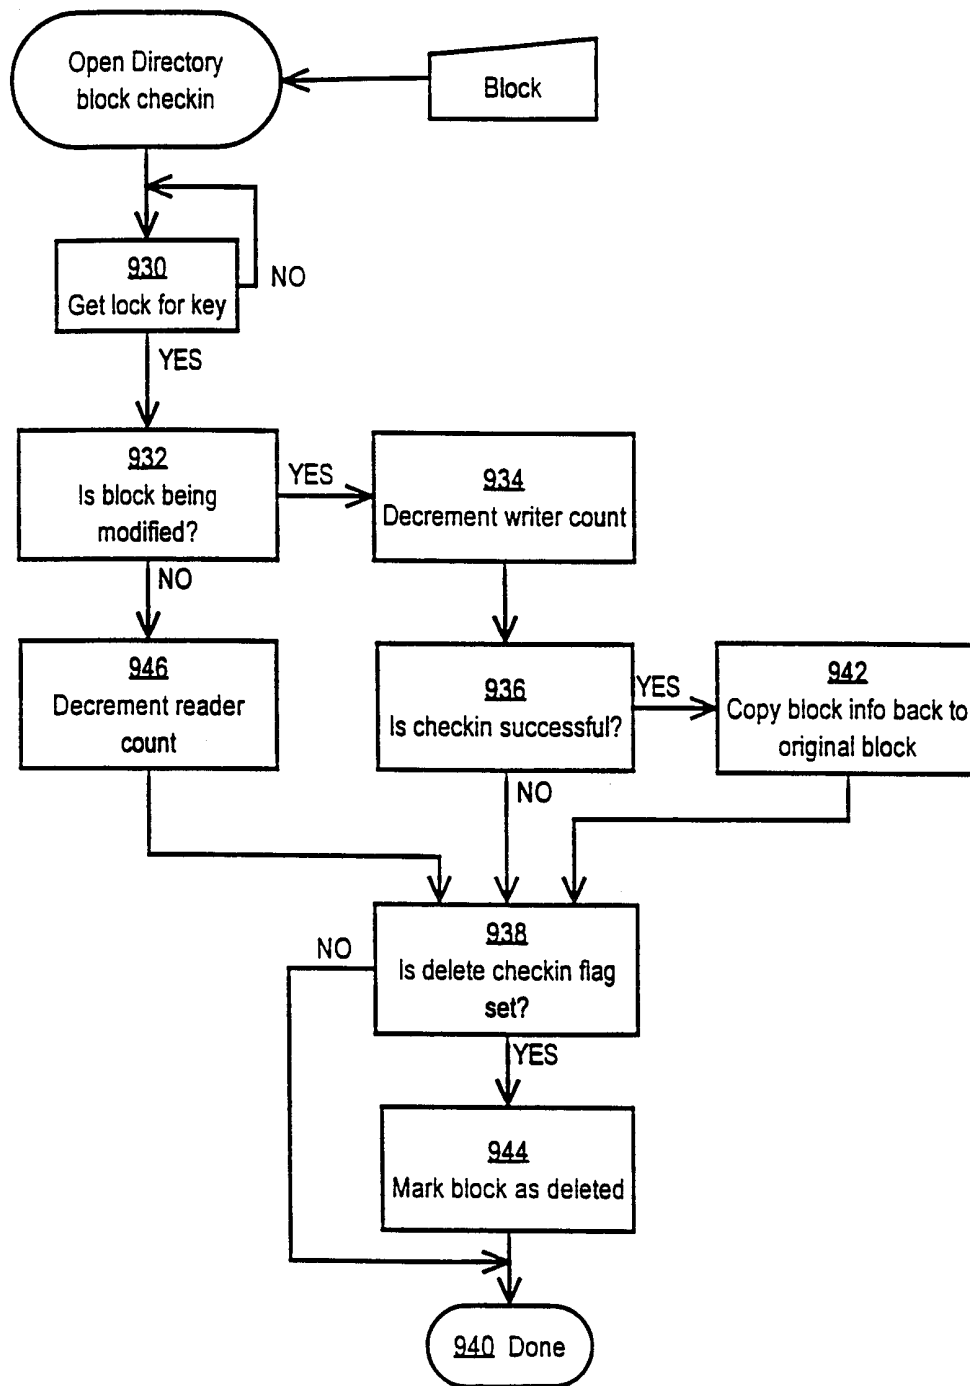 Open Directory
block checkin
Block
930
Get lock for key
NO
YES
932
Is block being
modified?
YES
934
Decrement writer count
NO
946
Decrement reader
count
936
Is checkin successful?
YES
942
Copy block info back to
original block
NO
938
Is delete checkin flag
set?
NO
YES
944
Mark block as deleted
940 Done